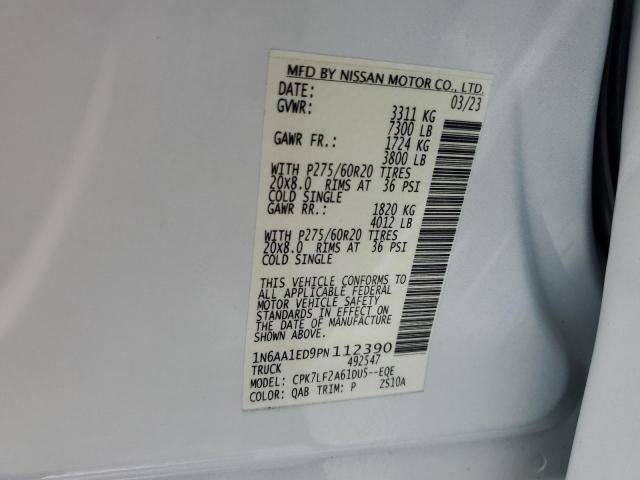 MFD BY NISSAN MOTOR CO., LTD.
DATE: 03/23
GVWR: 3311 KG
7300 LB
GAWR FR.: 1724 KG
3800 LB
WITH P275/60R20 TIRES
20X8.0 RIMS AT 36 PSI
COLD SINGLE
GAWR RR.: 1820 KG
4012 LB
WITH P275/60R20 TIRES
20X8.0 RIMS AT 36 PSI
COLD SINGLE
THIS VEHICLE CONFORMS TO
ALL APPLICABLE FEDERAL
MOTOR VEHICLE SAFETY
STANDARDS IN EFFECT ON
THE DATE OF MANUFACTURE
SHOWN ABOVE.
1N6AA1ED9PN112390
TRUCK 492547
MODEL: CPK7LF2A61DU5--EQE
COLOR: QAB TRIM: P ZS10A